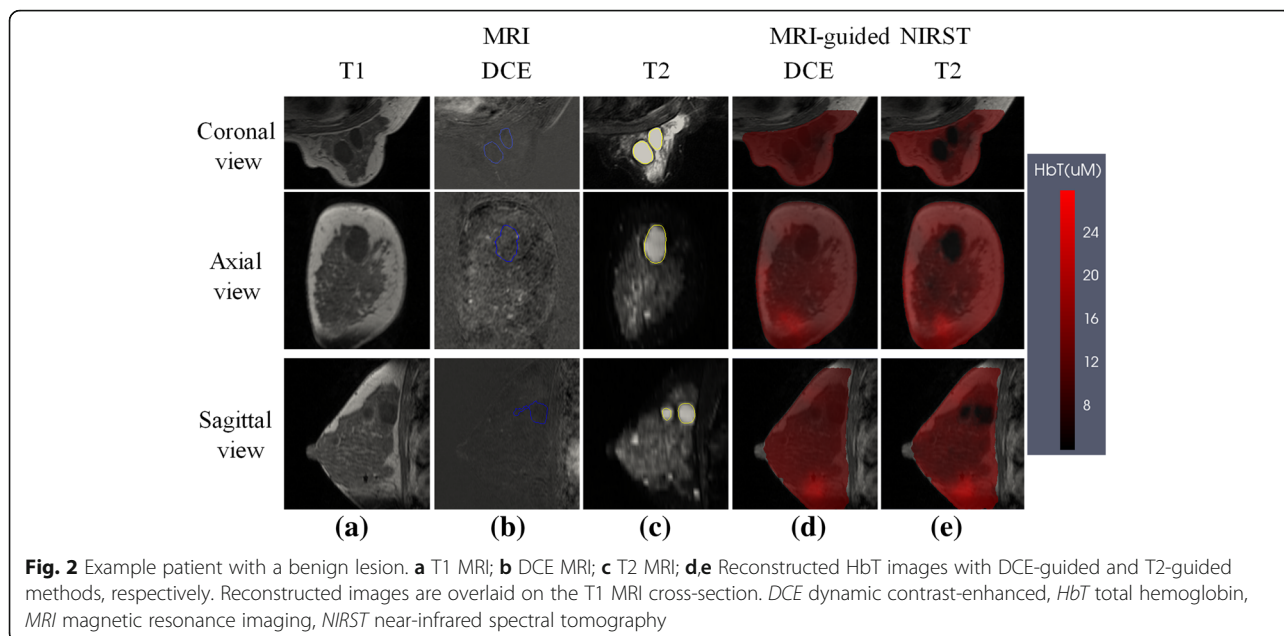 MRI MRI-guided NIRST
T1 DCE T2 DCE T2
Coronal
view
Axial
view
Sagittal
view
HbT(uM)
24
20
16
12
8
(a) (b) (c) (d) (e)
Fig. 2 Example patient with a benign lesion. a T1 MRI; b DCE MRI; c T2 MRI; d,e Reconstructed HbT images with DCE-guided and T2-guided
methods, respectively. Reconstructed images are overlaid on the T1 MRI cross-section. DCE dynamic contrast-enhanced, HbT total hemoglobin,
MRI magnetic resonance imaging, NIRST near-infrared spectral tomography